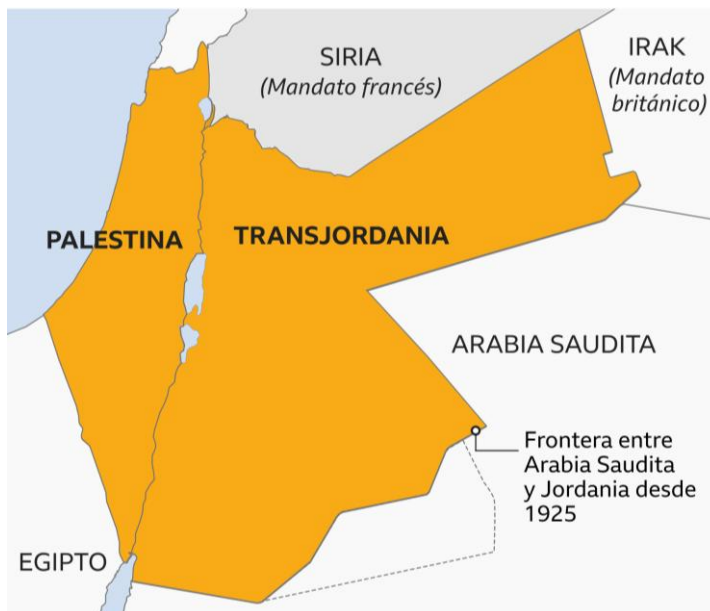 SIRIA
(Mandato francés)
IRAK
(Mandato
británico)
PALESTINA
TRANSJORDANIA
ARABIA SAUDITA
Frontera entre
Arabia Saudita
y Jordania desde
1925
EGIPTO